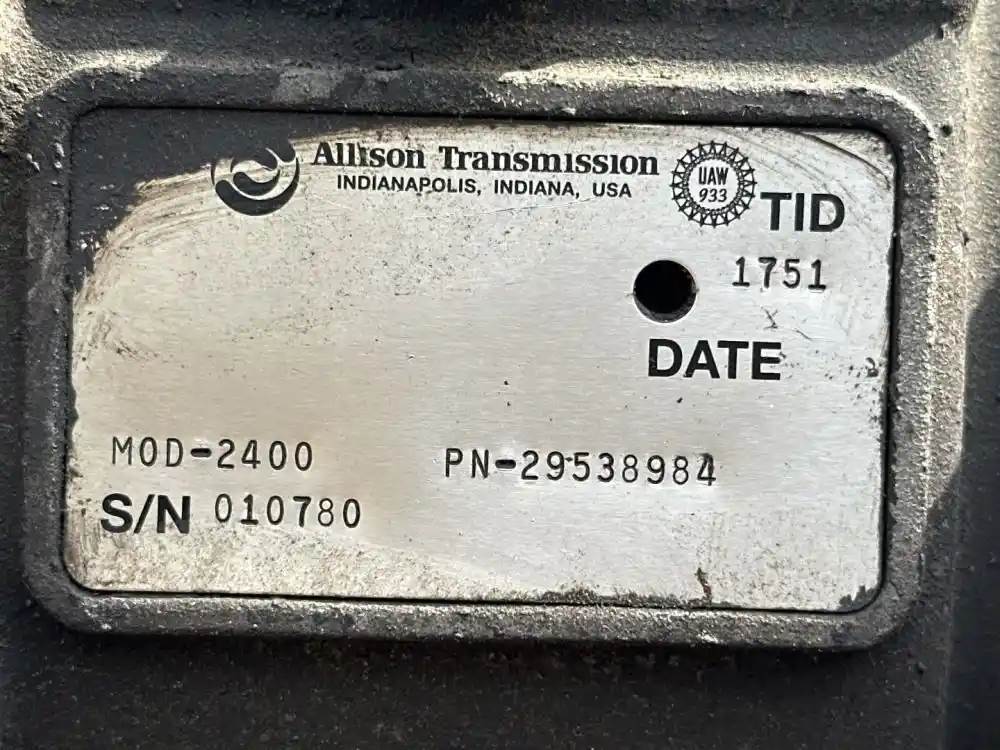 Allison Transmission
INDIANAPOLIS, INDIANA, USA
UAW
933
TID
1751
DATE
MOD-2400 PN-29538984
S/N 010780